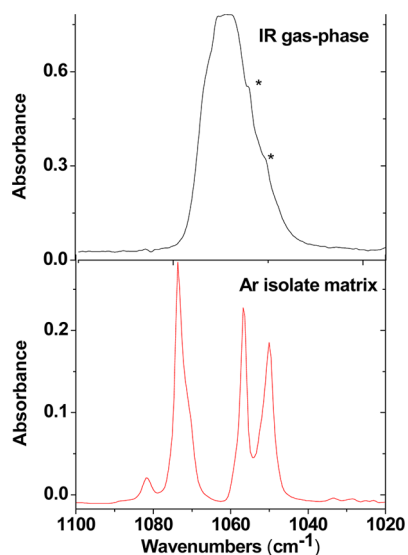 IR gas-phase
*
*
0.6
0.3
0.0
Absorbance
Ar isolate matrix
0.2
0.1
0.0
Absorbance
1100 1080 1060 1040 1020
Wavenumbers (cm-1)